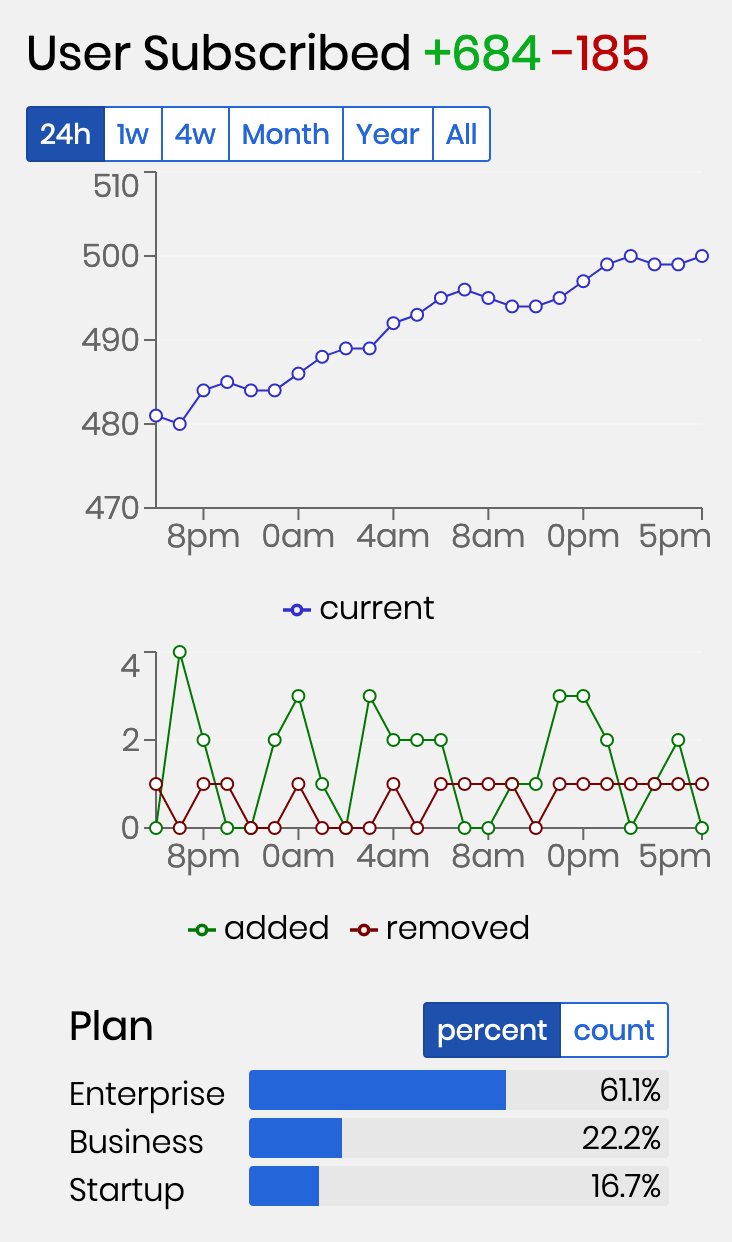 User Subscribed +684 -185
24h 1w 4w Month Year All
510
500
490
480
470
8pm 0am 4am 8am 0pm 5pm
current
4
2
0
8pm 0am 4am 8am 0pm 5pm
added removed
Plan percent count
Enterprise 61.1%
Business 22.2%
Startup 16.7%